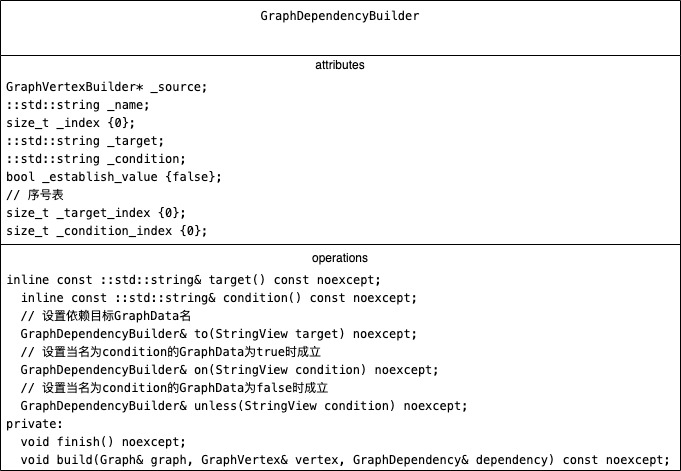 GraphDependencyBuilder
attributes
GraphVertexBuilder* _source;
::std::string _name;
size_t _index {0};
::std::string _target;
::std::string _condition;
bool _establish_value {false};
// 序号表
size_t _target_index {0};
size_t _condition_index {0};
operations
inline const ::std::string& target() const noexcept;
inline const ::std::string& condition() const noexcept;
// 设置依赖目标GraphData名
GraphDependencyBuilder& to(StringView target) noexcept;
// 设置当名为condition的GraphData为true时成立
GraphDependencyBuilder& on(StringView condition) noexcept;
// 设置当名为condition的GraphData为false时成立
GraphDependencyBuilder& unless(StringView condition) noexcept;
private:
void finish() noexcept;
void build(Graph& graph, GraphVertex& vertex, GraphDependency& dependency) const noexcept;